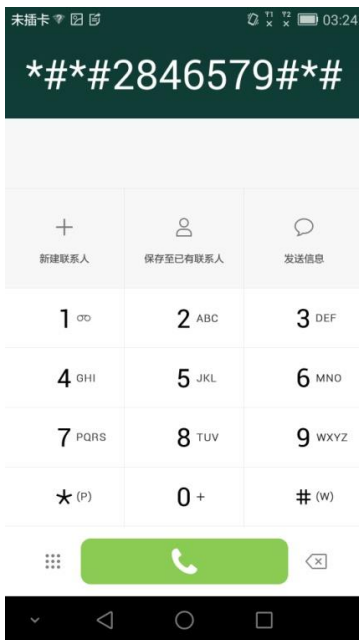 未插卡 T1 T2 03:24
*#*#2846579#*#
新建联系人 保存至已有联系人 发送信息
1 2 ABC 3 DEF
4 GHI 5 JKL 6 MNO
7 PQRS 8 TUV 9 WXYZ
* (P) 0 + # (W)